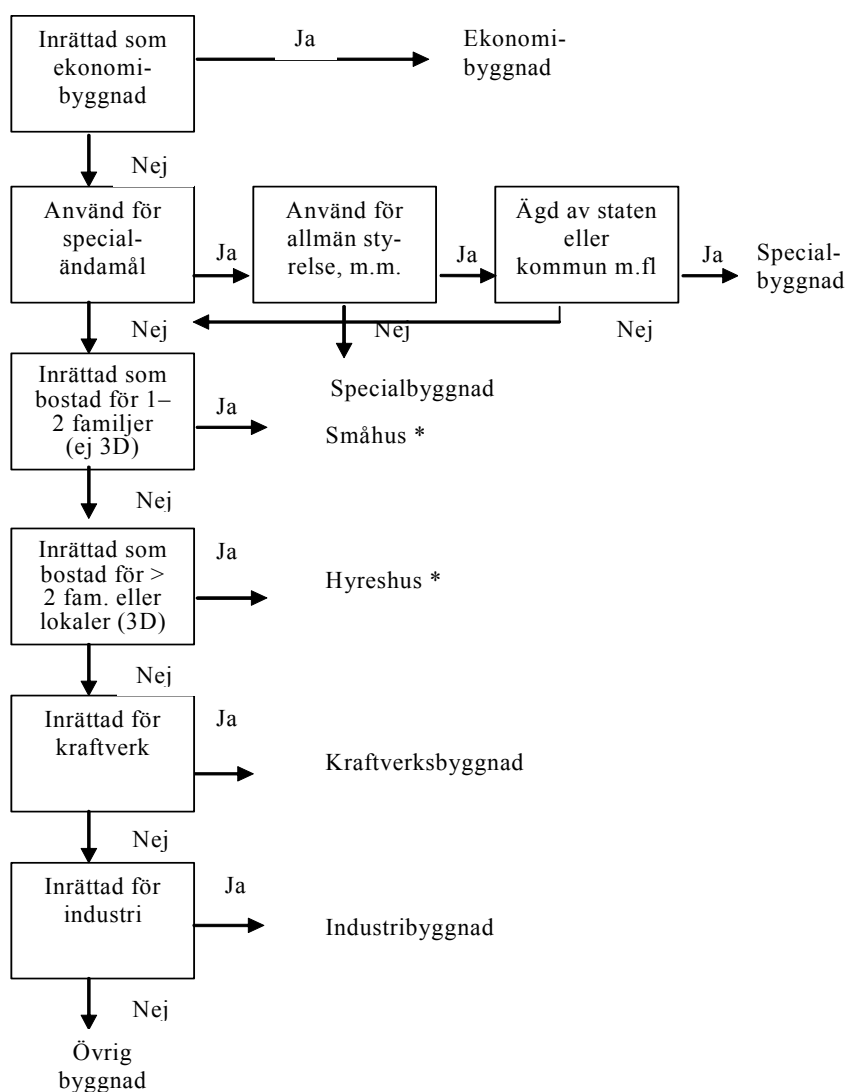 Inrättad som
ekonomi-
byggnad
Ja
Ekonomi-
byggnad
Nej
Använd för
special-
ändamål
Ja
Använd för
allmän sty-
relse, m.m.
Ja
Ägd av staten
eller
kommun m.fl
Ja
Special-
byggnad
Nej
Nej
Nej
Inrättad som
bostad för 1–
2 familjer
(ej 3D)
Ja
Specialbyggnad
Småhus *
Nej
Inrättad som
bostad för >
2 fam. eller
lokaler (3D)
Ja
Hyreshus *
Nej
Inrättad för
kraftverk
Ja
Kraftverksbyggnad
Nej
Inrättad för
industri
Ja
Industribyggnad
Nej
Övrig
byggnad